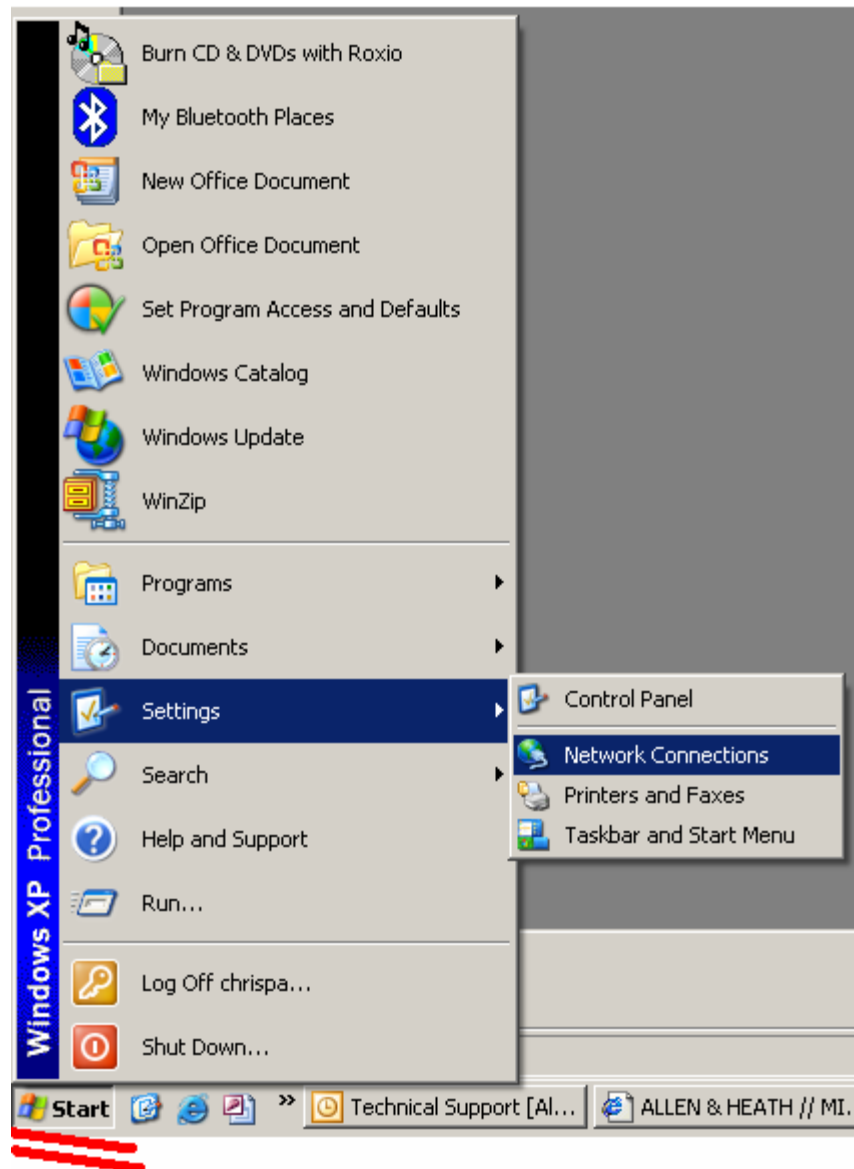 Burn CD & DVDs with Roxio
My Bluetooth Places
New Office Document
Open Office Document
Set Program Access and Defaults
Windows Catalog
Windows Update
WinZip
Programs
Documents
Settings
Control Panel
Network Connections
Printers and Faxes
Taskbar and Start Menu
Search
Help and Support
Run...
Log Off chrispa...
Shut Down...
Windows XP Professional
Start
»
Technical Support [Al...
ALLEN & HEATH // MI.